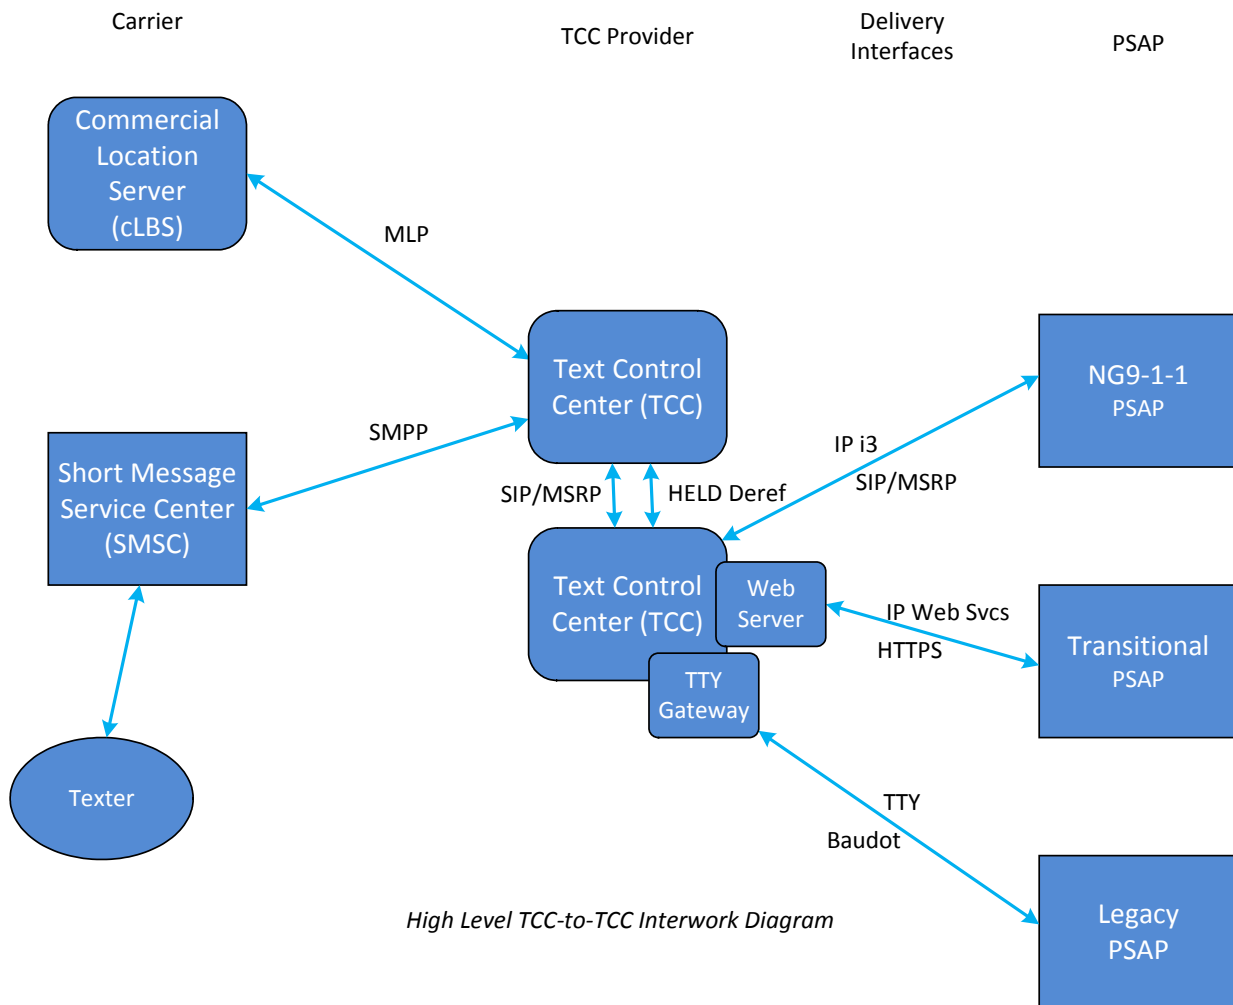 Carrier
TCC Provider
Delivery
Interfaces
PSAP
Commercial
Location
Server
(cLBS)
MLP
Text Control
Center (TCC)
NG9-1-1
PSAP
SMPP
IP i3
SIP/MSRP
Short Message
Service Center
(SMSC)
SIP/MSRP
HELD Deref
Text Control
Center (TCC)
Web
Server
IP Web Svcs
HTTPS
Transitional
PSAP
TTY
Gateway
Texter
TTY
Baudot
Legacy
PSAP
High Level TCC-to-TCC Interwork Diagram